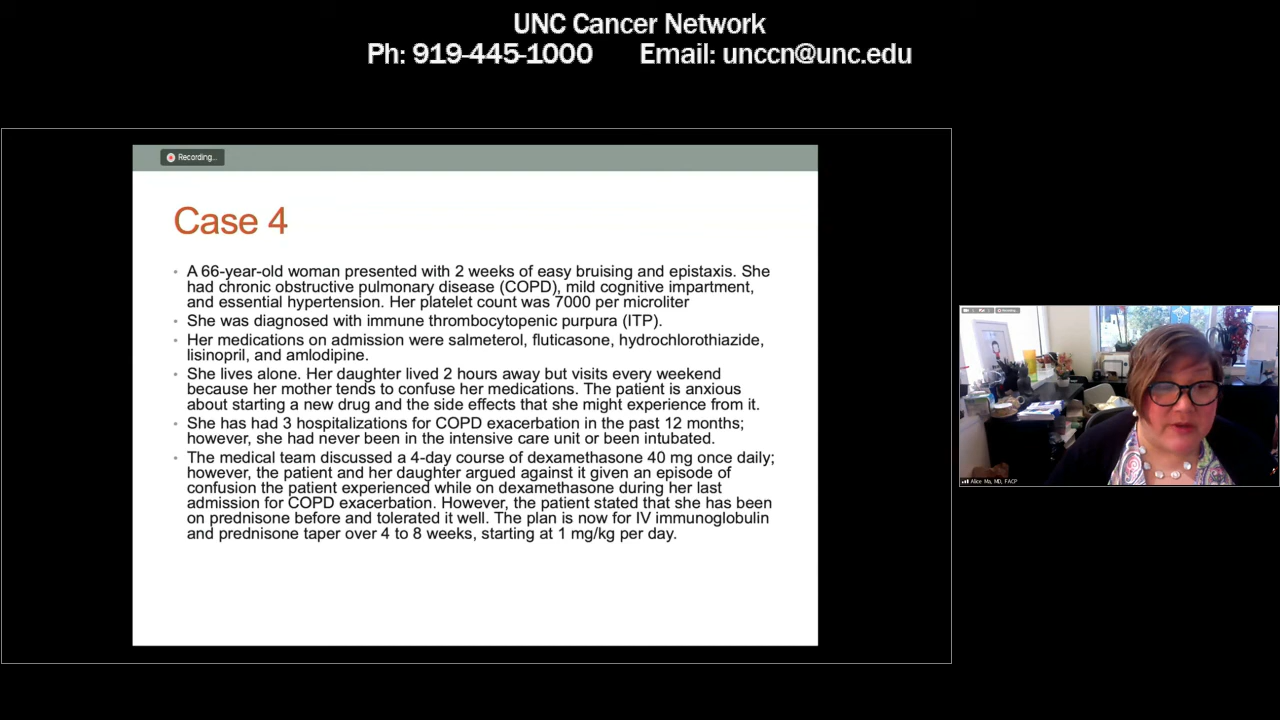 UNC Cancer Network
Ph: 919-445-1000 Email: unccn@unc.edu
Recording...
Case 4
• A 66-year-old woman presented with 2 weeks of easy bruising and epistaxis. She
had chronic obstructive pulmonary disease (COPD), mild cognitive impartment,
and essential hypertension. Her platelet count was 7000 per microliter
• She was diagnosed with immune thrombocytopenic purpura (ITP).
• Her medications on admission were salmeterol, fluticasone, hydrochlorothiazide,
lisinopril, and amlodipine.
• She lives alone. Her daughter lived 2 hours away but visits every weekend
because her mother tends to confuse her medications. The patient is anxious
about starting a new drug and the side effects that she might experience from it.
• She has had 3 hospitalizations for COPD exacerbation in the past 12 months;
however, she had never been in the intensive care unit or been intubated.
• The medical team discussed a 4-day course of dexamethasone 40 mg once daily;
however, the patient and her daughter argued against it given an episode of
confusion the patient experienced while on dexamethasone during her last
admission for COPD exacerbation. However, the patient stated that she has been
on prednisone before and tolerated it well. The plan is now for IV immunoglobulin
and prednisone taper over 4 to 8 weeks, starting at 1 mg/kg per day.
Recording...
Alice Ma, MD, FACP